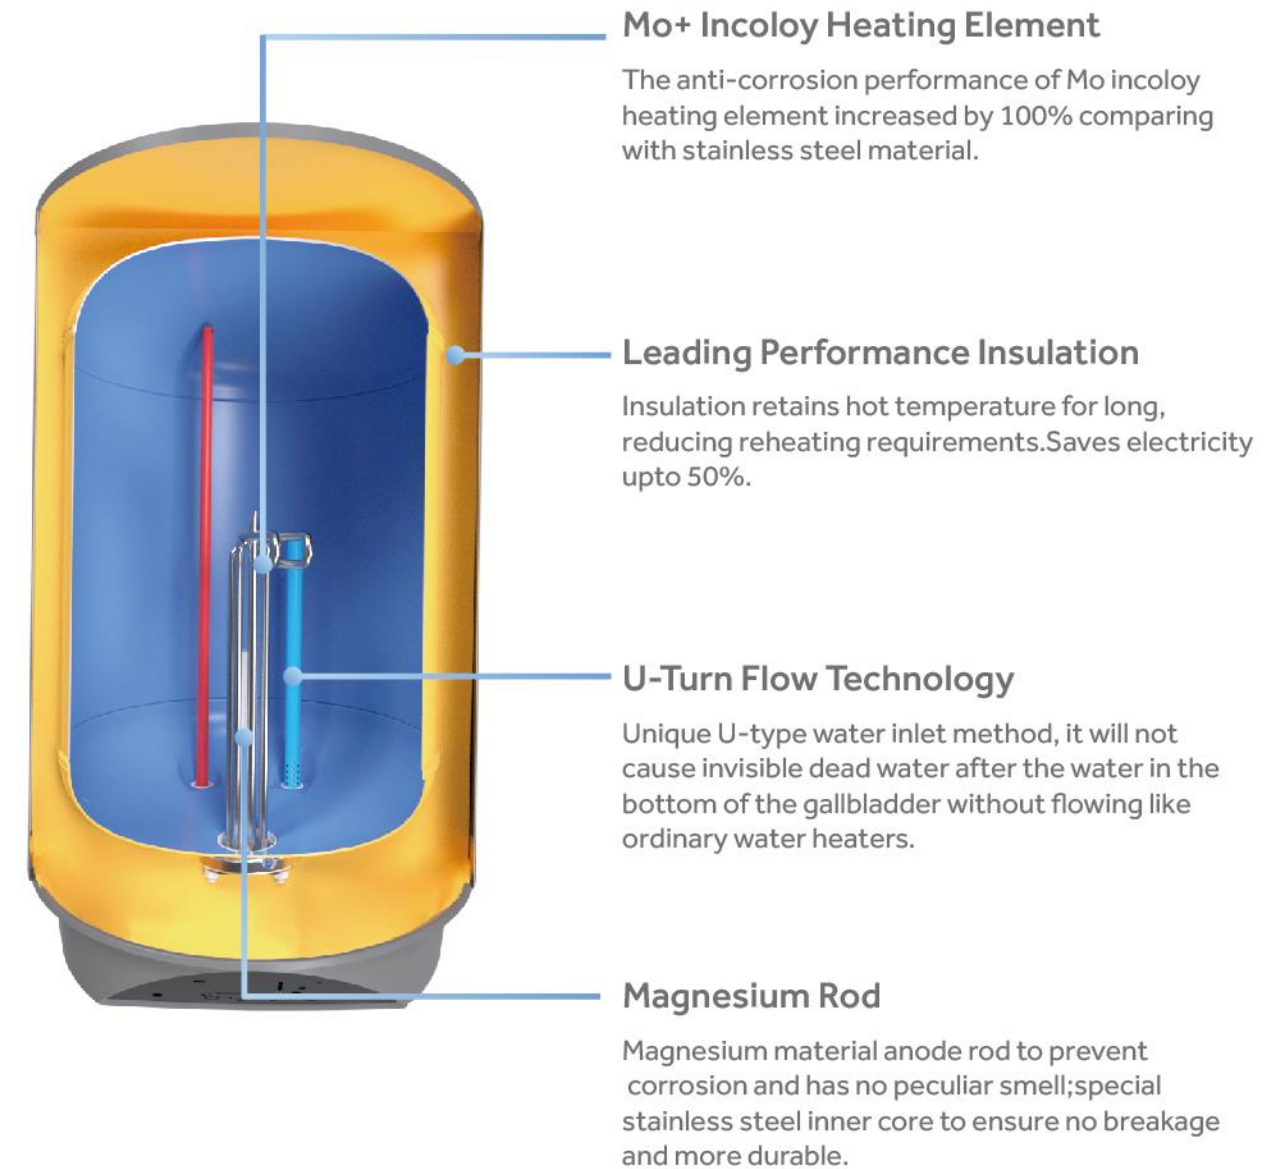 Mo+ Incoloy Heating Element
The anti-corrosion performance of Mo incoloy
heating element increased by 100% comparing
with stainless steel material.
Leading Performance Insulation
Insulation retains hot temperature for long,
reducing reheating requirements.Saves electricity
upto 50%.
U-Turn Flow Technology
Unique U-type water inlet method, it will not
cause invisible dead water after the water in the
bottom of the gallbladder without flowing like
ordinary water heaters.
Magnesium Rod
Magnesium material anode rod to prevent
corrosion and has no peculiar smell;special
stainless steel inner core to ensure no breakage
and more durable.